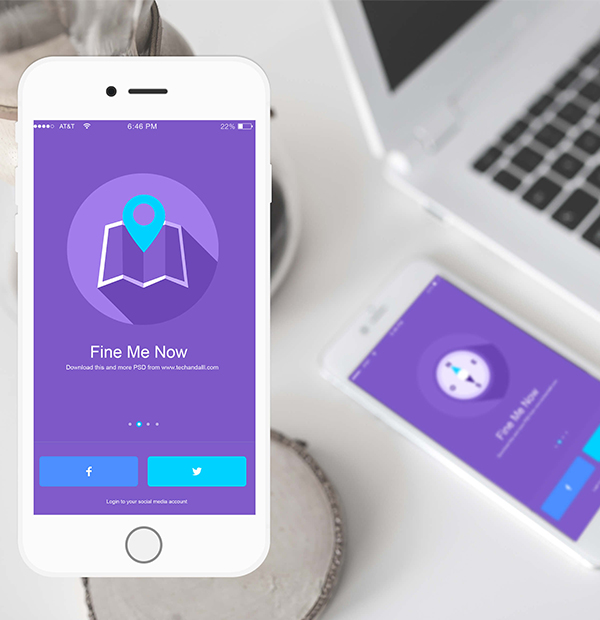 AT&T 6:46 PM 22%
Fine Me Now
Download this and more PSD from www.techandalll.com
f
Login to your social media account
Fine Me Now
f